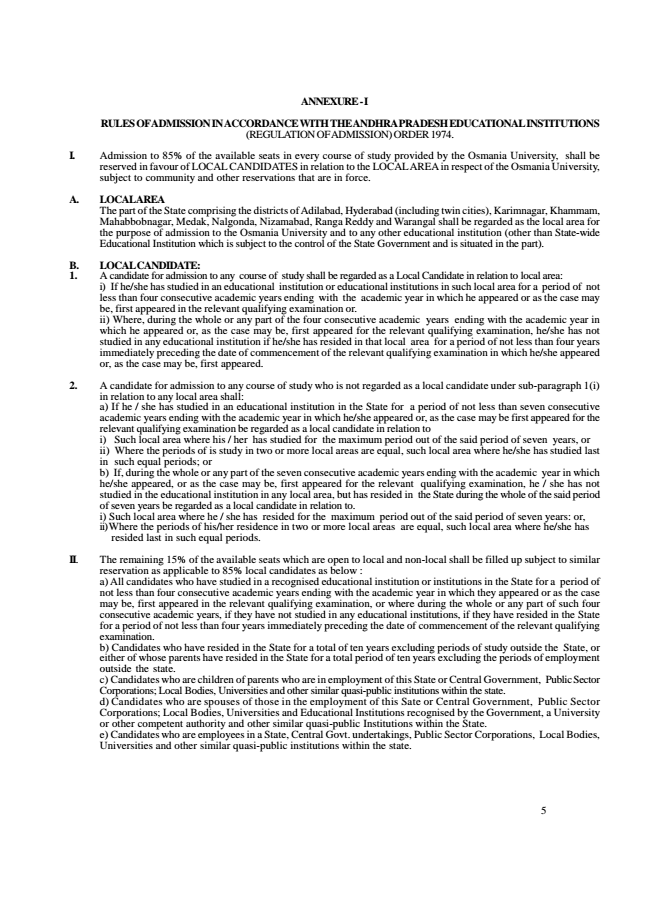 ANNEXURE - I
RULES OF ADMISSION IN ACCORDANCE WITH THE ANDHRA PRADESH EDUCATIONAL INSTITUTIONS
(REGULATION OF ADMISSION) ORDER 1974.
I. Admission to 85% of the available seats in every course of study provided by the Osmania University, shall be
reserved in favour of LOCAL CANDIDATES in relation to the LOCAL AREA in respect of the Osmania University,
subject to community and other reservations that are in force.
A. LOCAL AREA
The part of the State comprising the districts of Adilabad, Hyderabad (including twin cities), Karimnagar, Khammam,
Mahabbobnagar, Medak, Nalgonda, Nizamabad, Ranga Reddy and Warangal shall be regarded as the local area for
the purpose of admission to the Osmania University and to any other educational institution (other than State-wide
Educational Institution which is subject to the control of the State Government and is situated in the part).
B. LOCAL CANDIDATE:
1. A candidate for admission to any course of study shall be regarded as a Local Candidate in relation to local area:
i) If he/she has studied in an educational institution or educational institutions in such local area for a period of not
less than four consecutive academic years ending with the academic year in which he appeared or as the case may
be, first appeared in the relevant qualifying examination or.
ii) Where, during the whole or any part of the four consecutive academic years ending with the academic year in
which he appeared or, as the case may be, first appeared for the relevant qualifying examination, he/she has not
studied in any educational institution if he/she has resided in that local area for a period of not less than four years
immediately preceding the date of commencement of the relevant qualifying examination in which he/she appeared
or, as the case may be, first appeared.
2. A candidate for admission to any course of study who is not regarded as a local candidate under sub-paragraph 1(i)
in relation to any local area shall:
a) If he / she has studied in an educational institution in the State for a period of not less than seven consecutive
academic years ending with the academic year in which he/she appeared or, as the case may be first appeared for the
relevant qualifying examination be regarded as a local candidate in relation to
i) Such local area where his / her has studied for the maximum period out of the said period of seven years, or
ii) Where the periods of is study in two or more local areas are equal, such local area where he/she has studied last
in such equal periods; or
b) If, during the whole or any part of the seven consecutive academic years ending with the academic year in which
he/she appeared, or as the case may be, first appeared for the relevant qualifying examination, he / she has not
studied in the educational institution in any local area, but has resided in the State during the whole of the said period
of seven years be regarded as a local candidate in relation to.
i) Such local area where he / she has resided for the maximum period out of the said period of seven years: or,
ii)Where the periods of his/her residence in two or more local areas are equal, such local area where he/she has
resided last in such equal periods.
II. The remaining 15% of the available seats which are open to local and non-local shall be filled up subject to similar
reservation as applicable to 85% local candidates as below :
a) All candidates who have studied in a recognised educational institution or institutions in the State for a period of
not less than four consecutive academic years ending with the academic year in which they appeared or as the case
may be, first appeared in the relevant qualifying examination, or where during the whole or any part of such four
consecutive academic years, if they have not studied in any educational institutions, if they have resided in the State
for a period of not less than four years immediately preceding the date of commencement of the relevant qualifying
examination.
b) Candidates who have resided in the State for a total of ten years excluding periods of study outside the State, or
either of whose parents have resided in the State for a total period of ten years excluding the periods of employment
outside the state.
c) Candidates who are children of parents who are in employment of this State or Central Government, Public Sector
Corporations; Local Bodies, Universities and other similar quasi-public institutions within the state.
d) Candidates who are spouses of those in the employment of this Sate or Central Government, Public Sector
Corporations; Local Bodies, Universities and Educational Institutions recognised by the Government, a University
or other competent authority and other similar quasi-public Institutions within the State.
e) Candidates who are employees in a State, Central Govt. undertakings, Public Sector Corporations, Local Bodies,
Universities and other similar quasi-public institutions within the state.
5